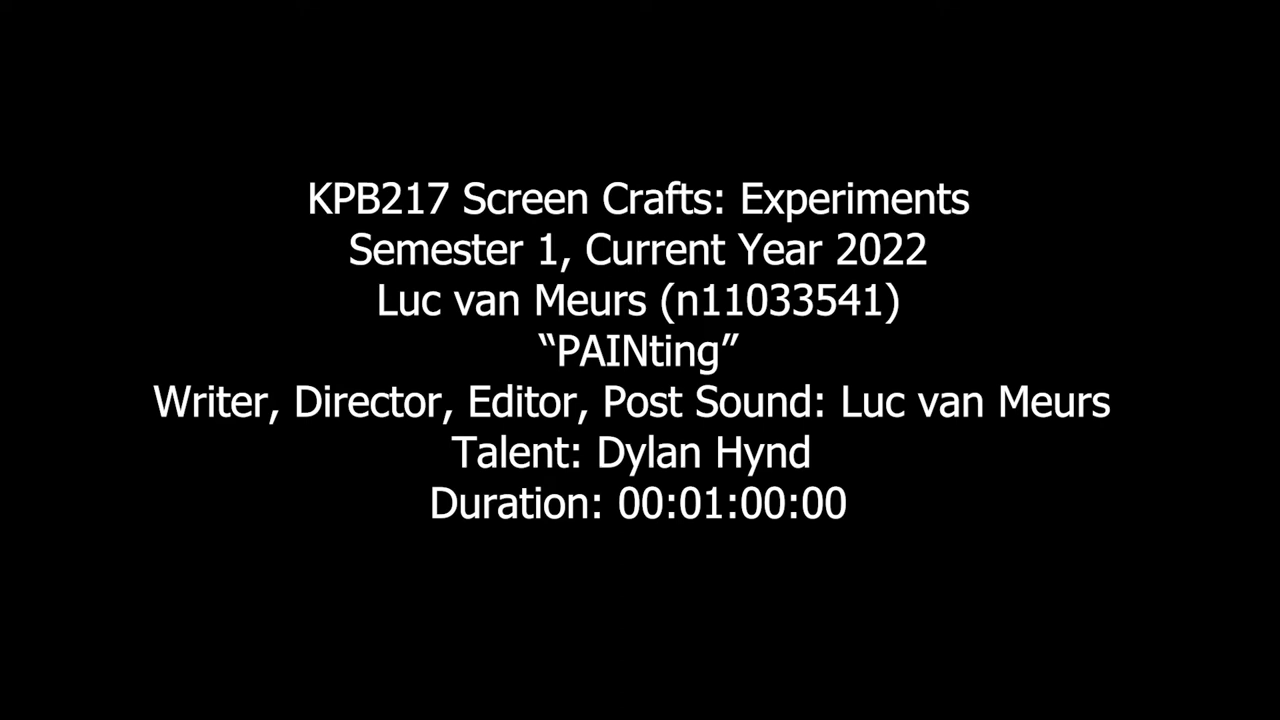 KPB217 Screen Crafts: Experiments
Semester 1, Current Year 2022
Luc van Meurs (n11033541)
“PAINting”
Writer, Director, Editor, Post Sound: Luc van Meurs
Talent: Dylan Hynd
Duration: 00:01:00:00